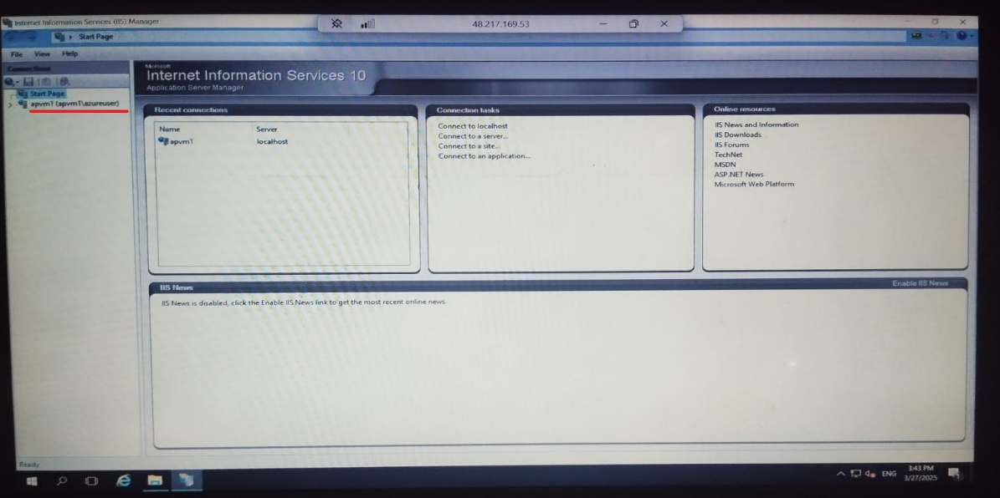 Internet Information Services (IIS) Manager
48.217.169.53
Start Page
File View Help
Connections
Start Page
apvm1 (apvm1\azureuser)
Microsoft
Internet Information Services 10
Application Server Manager
Recent connections
Name Server
apvm1 localhost
Connection tasks
Connect to localhost
Connect to a server...
Connect to a site...
Connect to an application...
Online resources
IIS News and Information
IIS Downloads
IIS Forums
TechNet
MSDN
ASP.NET News
Microsoft Web Platform
IIS News
Enable IIS News
IIS News is disabled, click the Enable IIS News link to get the most recent online news.
Ready
ENG
3:43 PM
3/27/2025